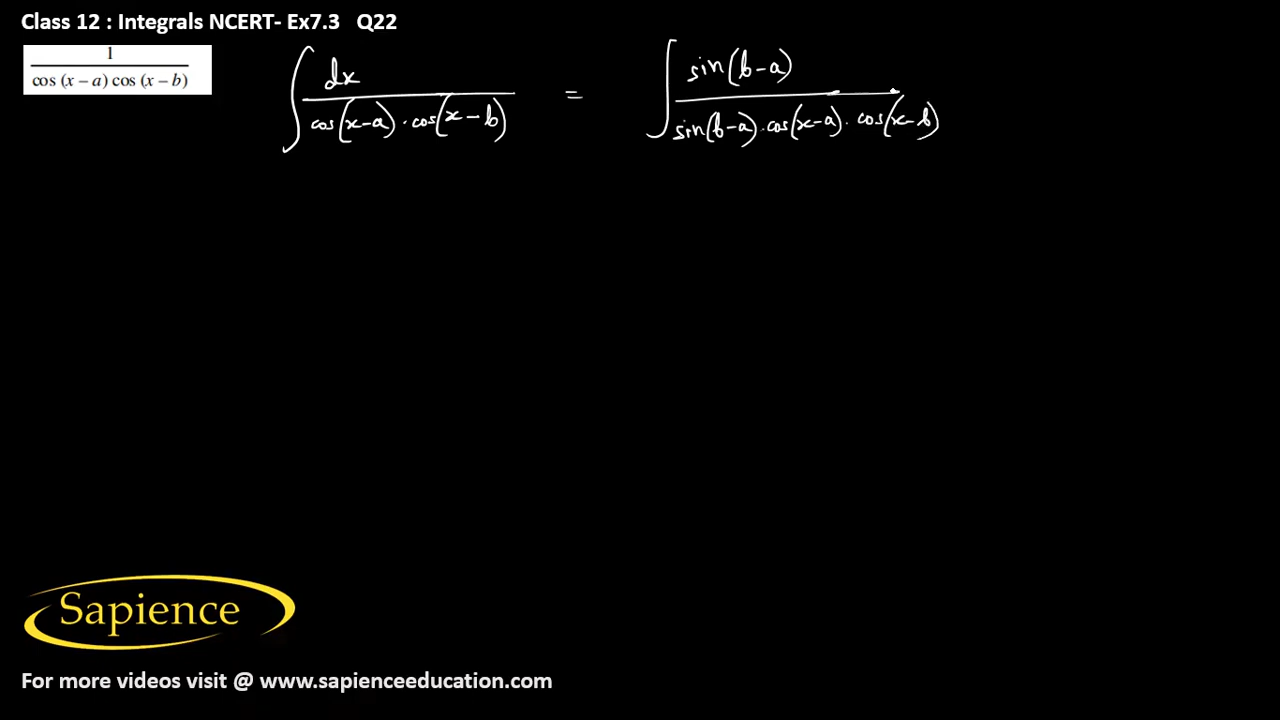 Class 12 : Integrals NCERT- Ex7.3 Q22
1
cos (x – a) cos (x – b)
∫ dx / cos(x-a) · cos(x-b) = ∫ sin(b-a) / sin(b-a) · cos(x-a) · cos(x-b)
Sapience
For more videos visit @ www.sapienceeducation.com